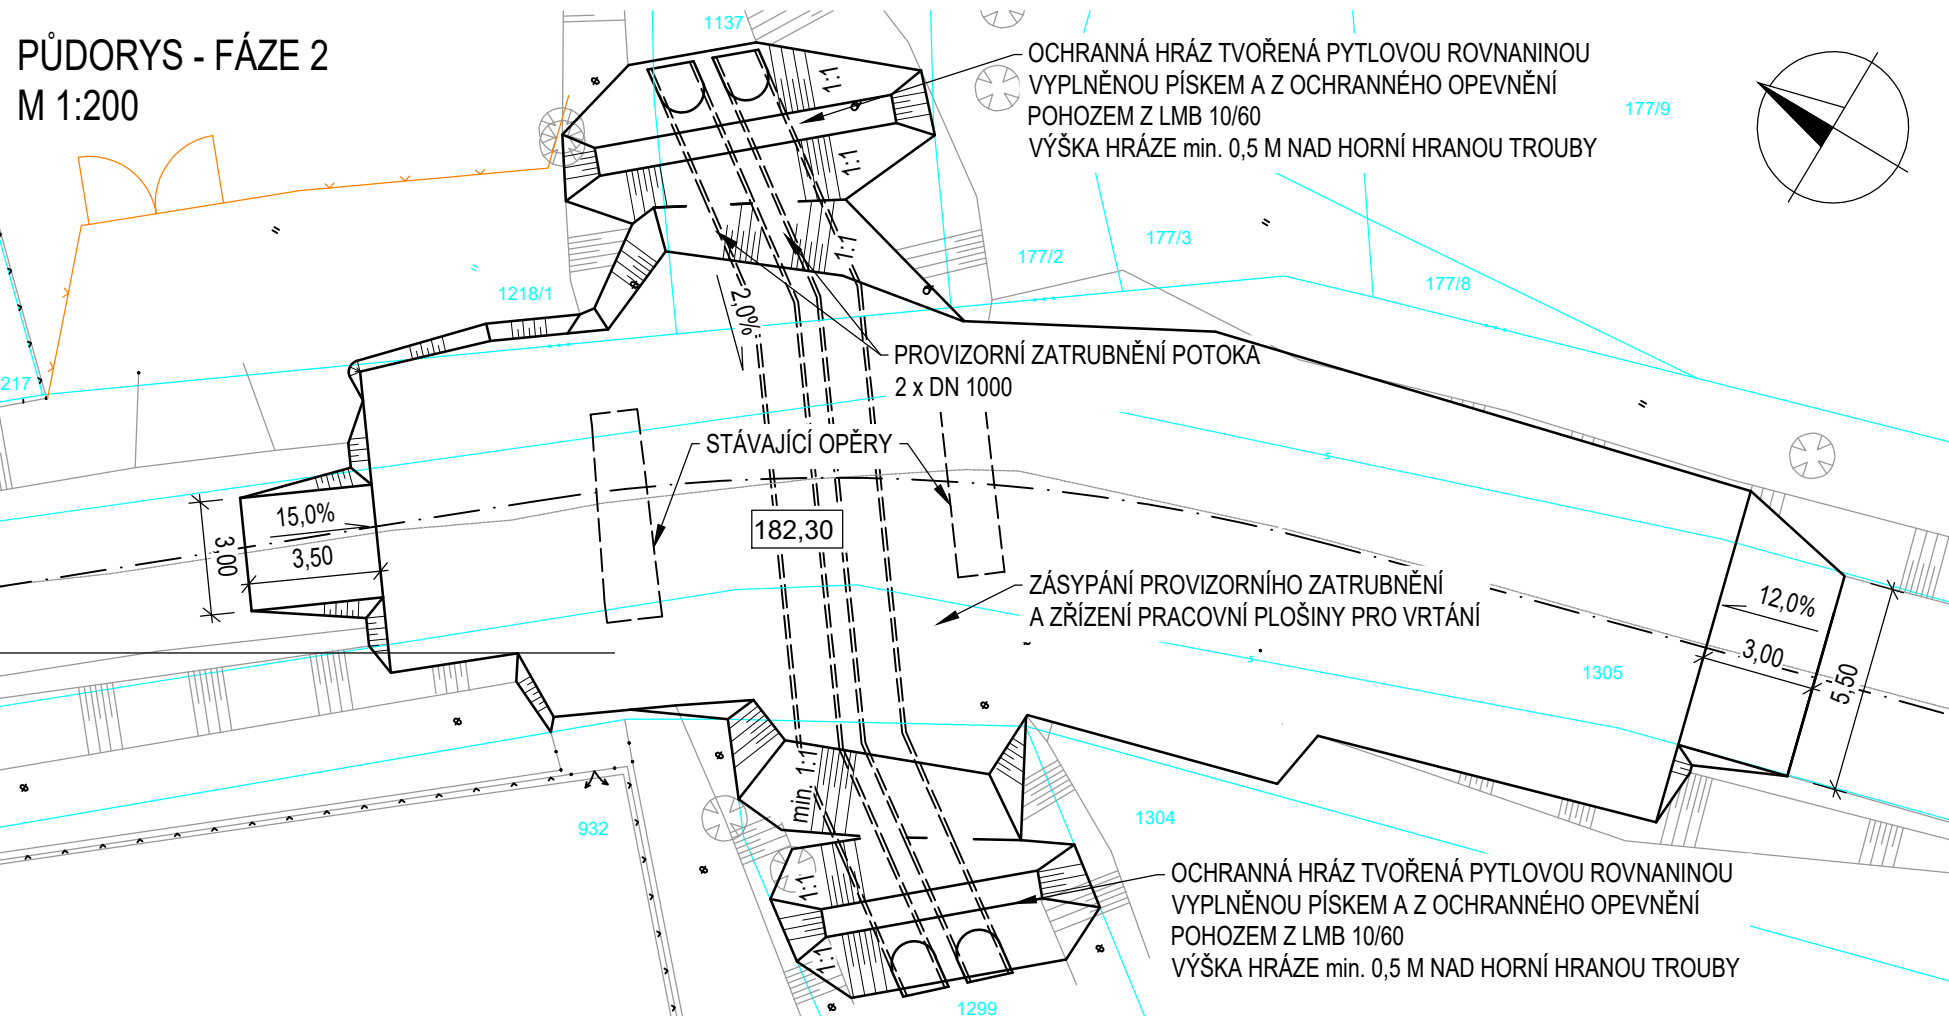 PŮDORYS - FÁZE 2
M 1:200
1137
OCHRANNÁ HRÁZ TVOŘENÁ PYTLOVOU ROVNANINOU
VYPLNĚNOU PÍSKEM A Z OCHRANNÉHO OPEVNĚNÍ
POHOZEM Z LMB 10/60
VÝŠKA HRÁZE min. 0,5 M NAD HORNÍ HRANOU TROUBY
177/9
1:1
1:1
1:1
177/3
177/2
177/8
1218/1
2,0%
PROVIZORNÍ ZATRUBNĚNÍ POTOKA
2 x DN 1000
217
STÁVAJÍCÍ OPĚRY
15,0%
3,50
3,00
182,30
ZÁSYPÁNÍ PROVIZORNÍHO ZATRUBNĚNÍ
A ZŘÍZENÍ PRACOVNÍ PLOŠINY PRO VRTÁNÍ
12,0%
3,00
5,50
1305
min. 1:1
932
1304
1:1
1:1
OCHRANNÁ HRÁZ TVOŘENÁ PYTLOVOU ROVNANINOU
VYPLNĚNOU PÍSKEM A Z OCHRANNÉHO OPEVNĚNÍ
POHOZEM Z LMB 10/60
VÝŠKA HRÁZE min. 0,5 M NAD HORNÍ HRANOU TROUBY
1299